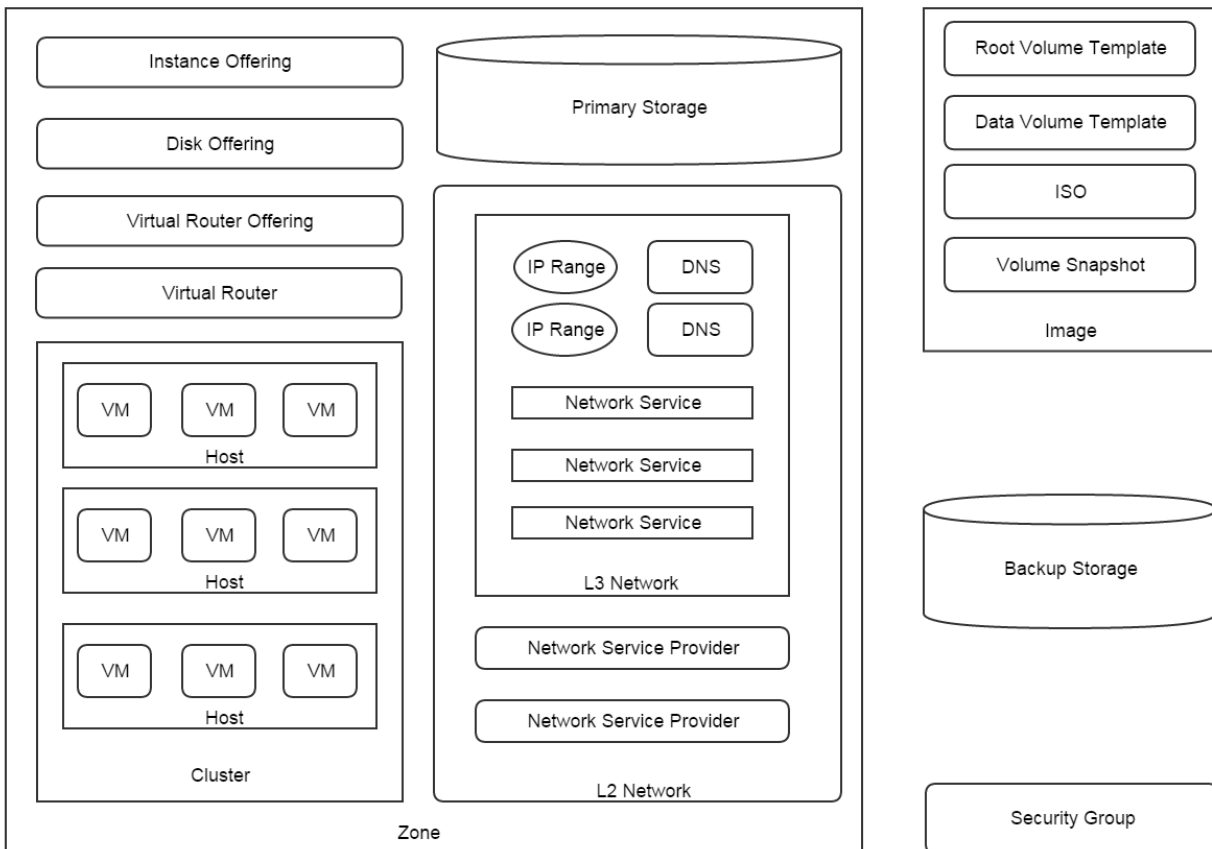 Instance Offering
Disk Offering
Virtual Router Offering
Virtual Router
VM VM VM
Host
VM VM VM
Host
VM VM VM
Host
Cluster
Primary Storage
IP Range DNS
IP Range DNS
Network Service
Network Service
Network Service
L3 Network
Network Service Provider
Network Service Provider
L2 Network
Zone
Root Volume Template
Data Volume Template
ISO
Volume Snapshot
Image
Backup Storage
Security Group